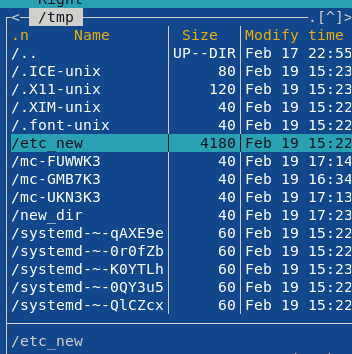 Right
<- /tmp .[^]>
.n Name Size Modify time
/.. UP--DIR Feb 17 22:55
/.ICE-unix 80 Feb 19 15:23
/.X11-unix 120 Feb 19 15:23
/.XIM-unix 40 Feb 19 15:22
/.font-unix 40 Feb 19 15:22
/etc_new 4180 Feb 19 15:22
/mc-FUWWK3 40 Feb 19 17:14
/mc-GMB7K3 40 Feb 19 16:34
/mc-UKN3K3 40 Feb 19 17:13
/new_dir 40 Feb 19 17:23
/systemd-~-qAXE9e 60 Feb 19 15:22
/systemd-~-0r0fZb 60 Feb 19 15:22
/systemd-~-K0YTLh 60 Feb 19 15:23
/systemd-~-0QY3u5 60 Feb 19 15:22
/systemd-~-QlCZcx 60 Feb 19 15:22
/etc_new